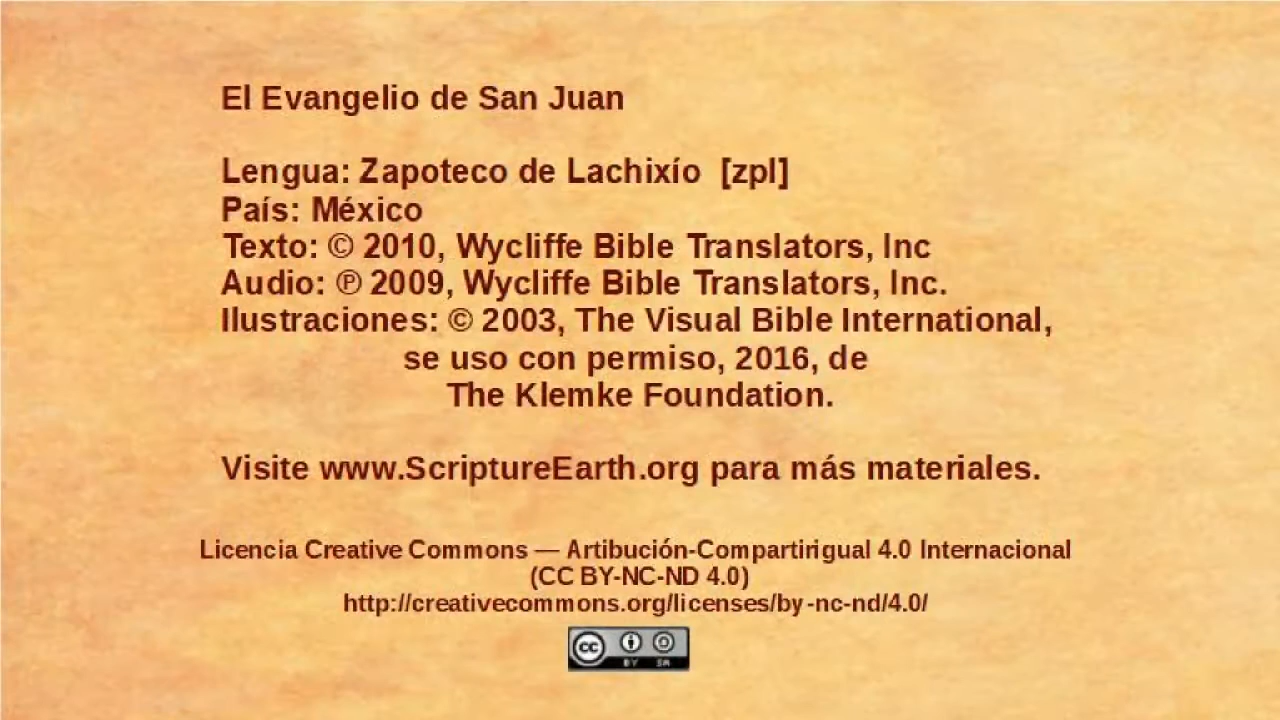 El Evangelio de San Juan
Lengua: Zapoteco de Lachixío [zpl]
País: México
Texto: © 2010, Wycliffe Bible Translators, Inc
Audio: ℗ 2009, Wycliffe Bible Translators, Inc.
Ilustraciones: © 2003, The Visual Bible International,
se uso con permiso, 2016, de
The Klemke Foundation.
Visite www.ScriptureEarth.org para más materiales.
Licencia Creative Commons — Artibución-Compartirigual 4.0 Internacional
(CC BY-NC-ND 4.0)
http://creativecommons.org/licenses/by-nc-nd/4.0/
cc BY SA